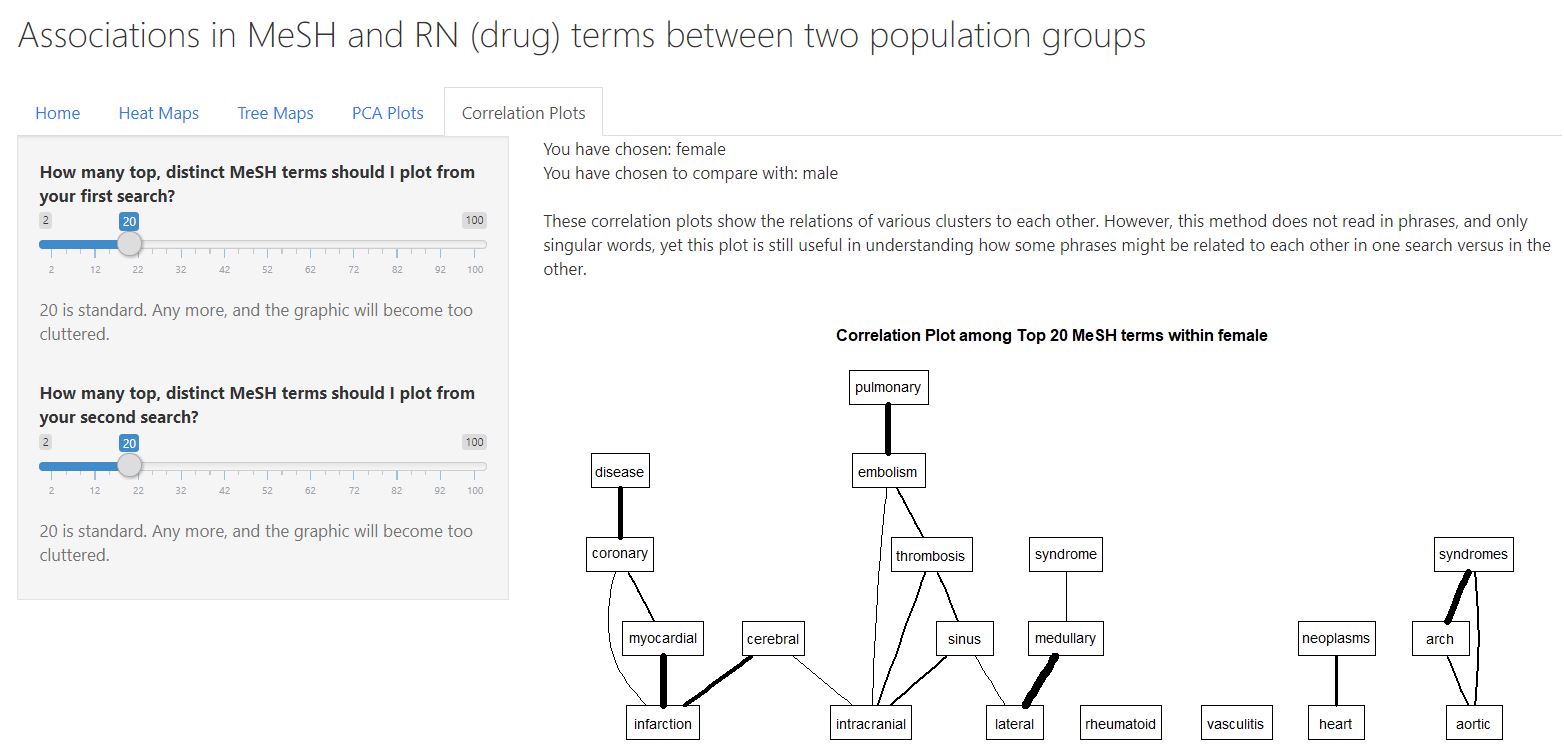 Associations in MeSH and RN (drug) terms between two population groups
Home Heat Maps Tree Maps PCA Plots Correlation Plots
How many top, distinct MeSH terms should I plot from
your first search?
2 20 100
2 12 22 32 42 52 62 72 82 92 100
20 is standard. Any more, and the graphic will become too
cluttered.
How many top, distinct MeSH terms should I plot from
your second search?
2 20 100
2 12 22 32 42 52 62 72 82 92 100
20 is standard. Any more, and the graphic will become too
cluttered.
You have chosen: female
You have chosen to compare with: male
These correlation plots show the relations of various clusters to each other. However, this method does not read in phrases, and only
singular words, yet this plot is still useful in understanding how some phrases might be related to each other in one search versus in the
other.
Correlation Plot among Top 20 MeSH terms within female
pulmonary
disease embolism
coronary thrombosis syndrome syndromes
myocardial cerebral sinus medullary neoplasms arch
infarction intracranial lateral rheumatoid vasculitis heart aortic